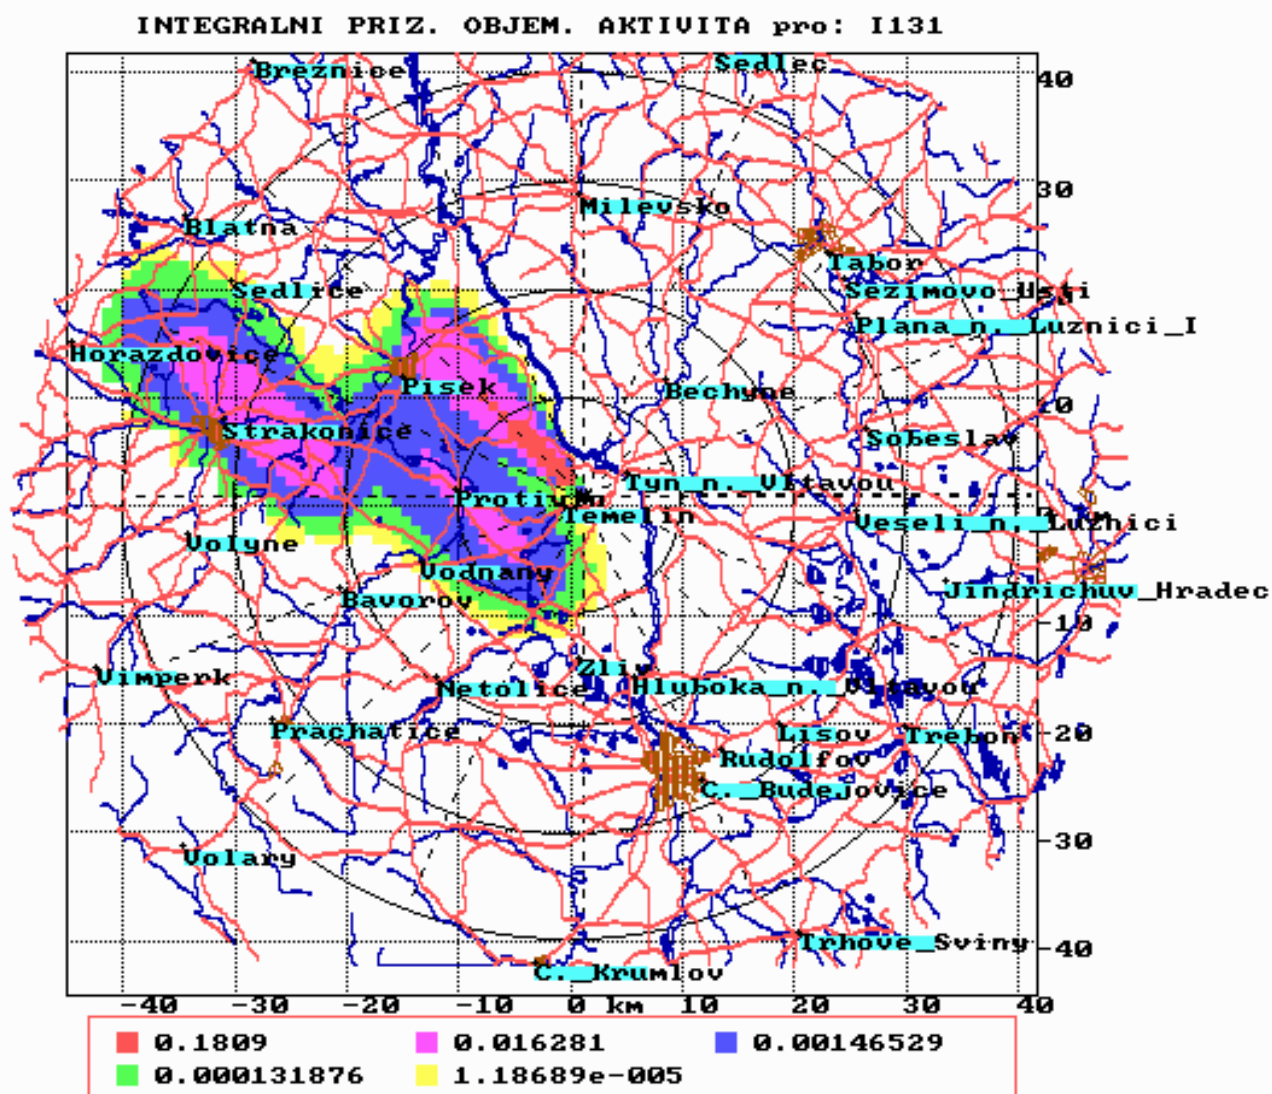 INTEGRALNI PRIZ. OBJEM. AKTIVITA pro: I131
Breznice
Sedlec
40
30
Milevsko
Blatna
Tabor
Sedlice
Sezimovo_Usti
Plana_n._Luznici_I
Horazdovice
Pisek
Bechyne
Strakonice
Sobeslav
Tyn_n._Vltavou
Protivin
Temelin
Veseli_n._Luznici
Volyne
Vodnany
Bavorov
Jindrichuv_Hradec
-10
Zliv
Vimperk
Netolice
Hluboka_n._Vltavou
Prachatice
Lisov
Trebon
-20
Rudolfov
C._Budejovice
-30
Volary
Trhove_Sviny
-40
C._Krumlov
-40 -30 -20 -10 0 km 10 20 30 40
0.1809 0.016281 0.00146529
0.000131876 1.18689e-005